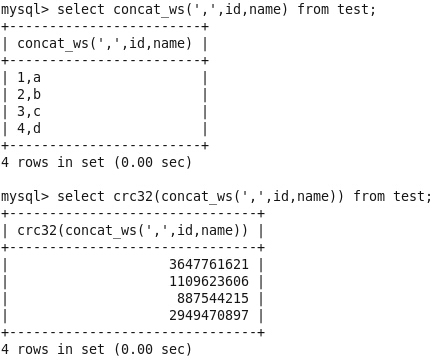 mysql> select concat_ws(',',id,name) from test;
+------------------------+
| concat_ws(',',id,name) |
+------------------------+
| 1,a                    |
| 2,b                    |
| 3,c                    |
| 4,d                    |
+------------------------+
4 rows in set (0.00 sec)

mysql> select crc32(concat_ws(',',id,name)) from test;
+-------------------------------+
| crc32(concat_ws(',',id,name)) |
+-------------------------------+
|                    3647761621 |
|                    1109623606 |
|                     887544215 |
|                    2949470897 |
+-------------------------------+
4 rows in set (0.00 sec)